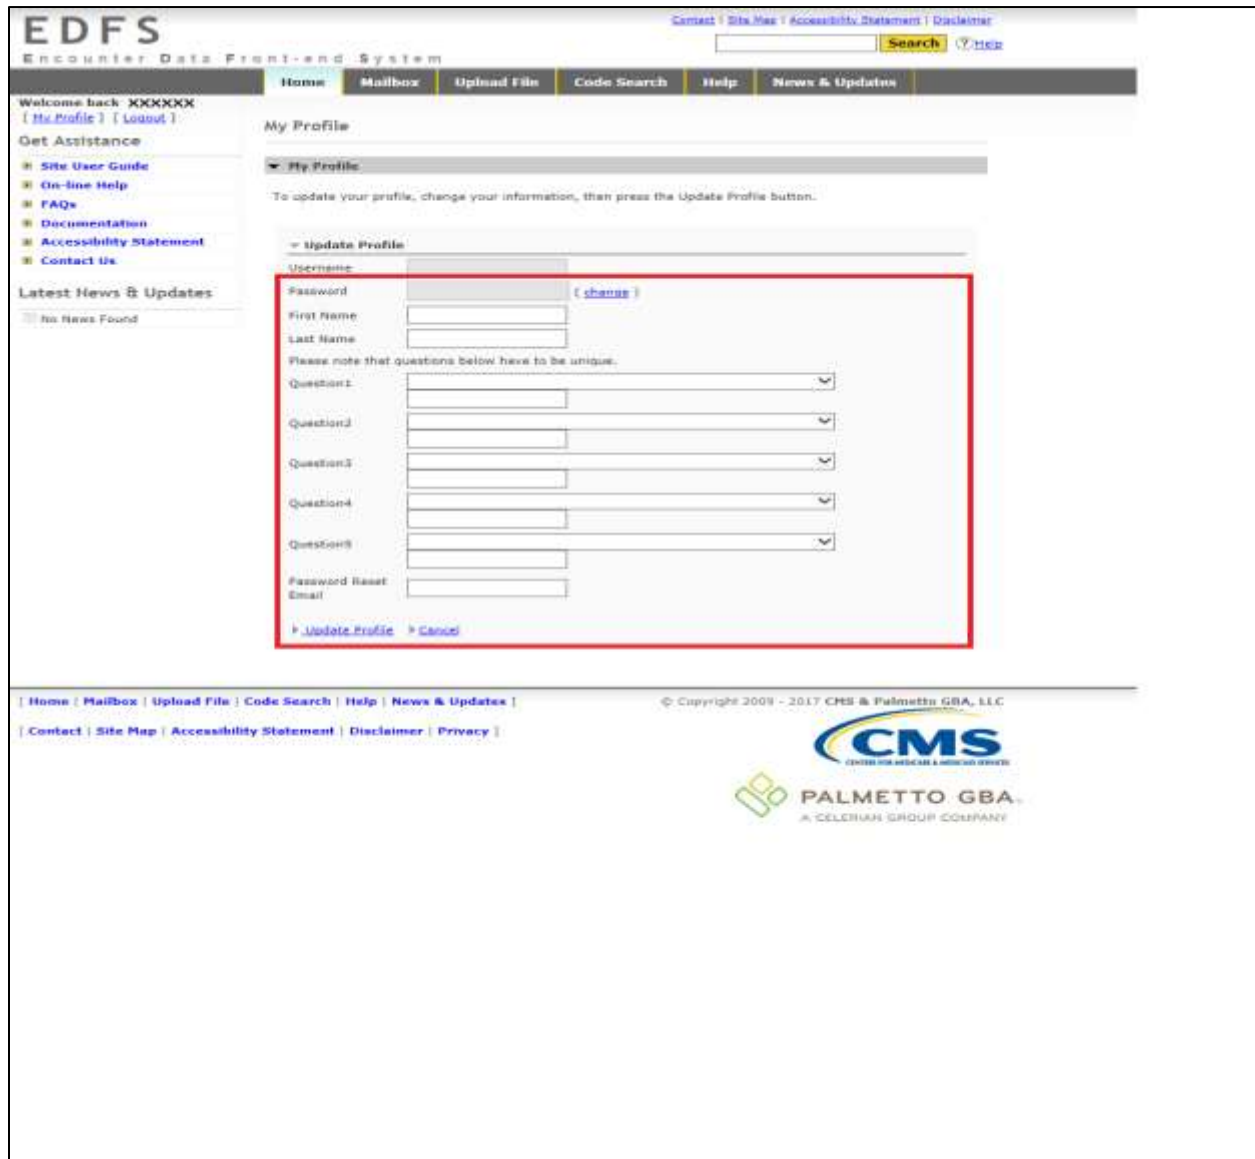 EDFS
Encounter Data Front-end System
Contact | Site Map | Accessibility Statement | Disclaimer
Search Help
Home Mailbox Upload File Code Search Help News & Updates
Welcome back XXXXXX
[ My Profile ] [ Logout ]
Get Assistance
Site User Guide
On-line Help
FAQs
Documentation
Accessibility Statement
Contact Us
Latest News & Updates
No News Found
My Profile
My Profile
To update your profile, change your information, then press the Update Profile button.
Update Profile
Username
Password [ change ]
First Name
Last Name
Please note that questions below have to be unique.
Question1
Question2
Question3
Question4
Question5
Password Reset
Email
Update Profile Cancel
[ Home | Mailbox | Upload File | Code Search | Help | News & Updates ]
© Copyright 2009 - 2017 CMS & Palmetto GBA, LLC
[ Contact | Site Map | Accessibility Statement | Disclaimer | Privacy ]
CMS
CENTERS FOR MEDICARE & MEDICAID SERVICES
PALMETTO GBA.
A CELERIAN GROUP COMPANY